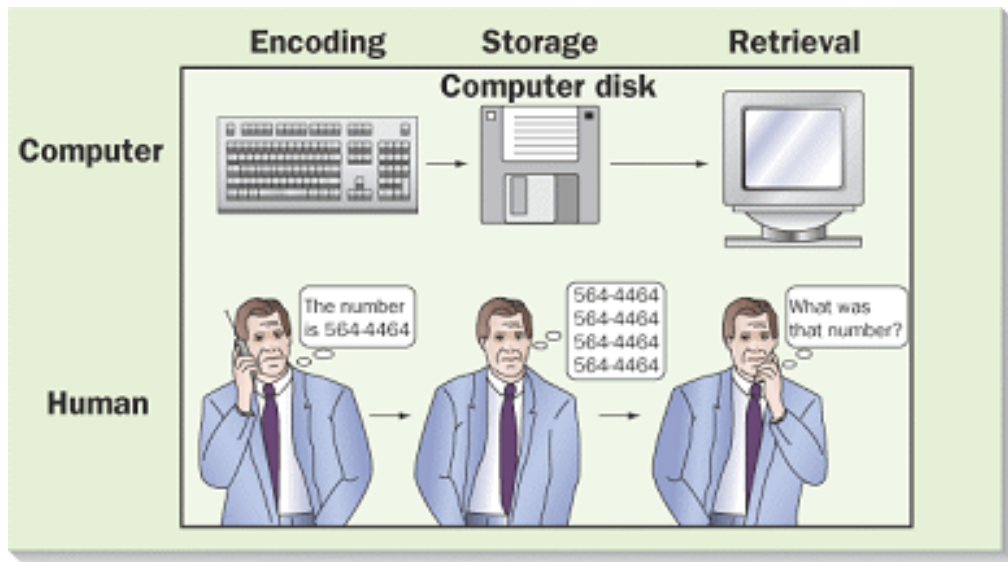 Encoding Storage Retrieval
Computer disk
Computer
The number
is 564-4464
564-4464
564-4464
564-4464
564-4464
What was
that number?
Human